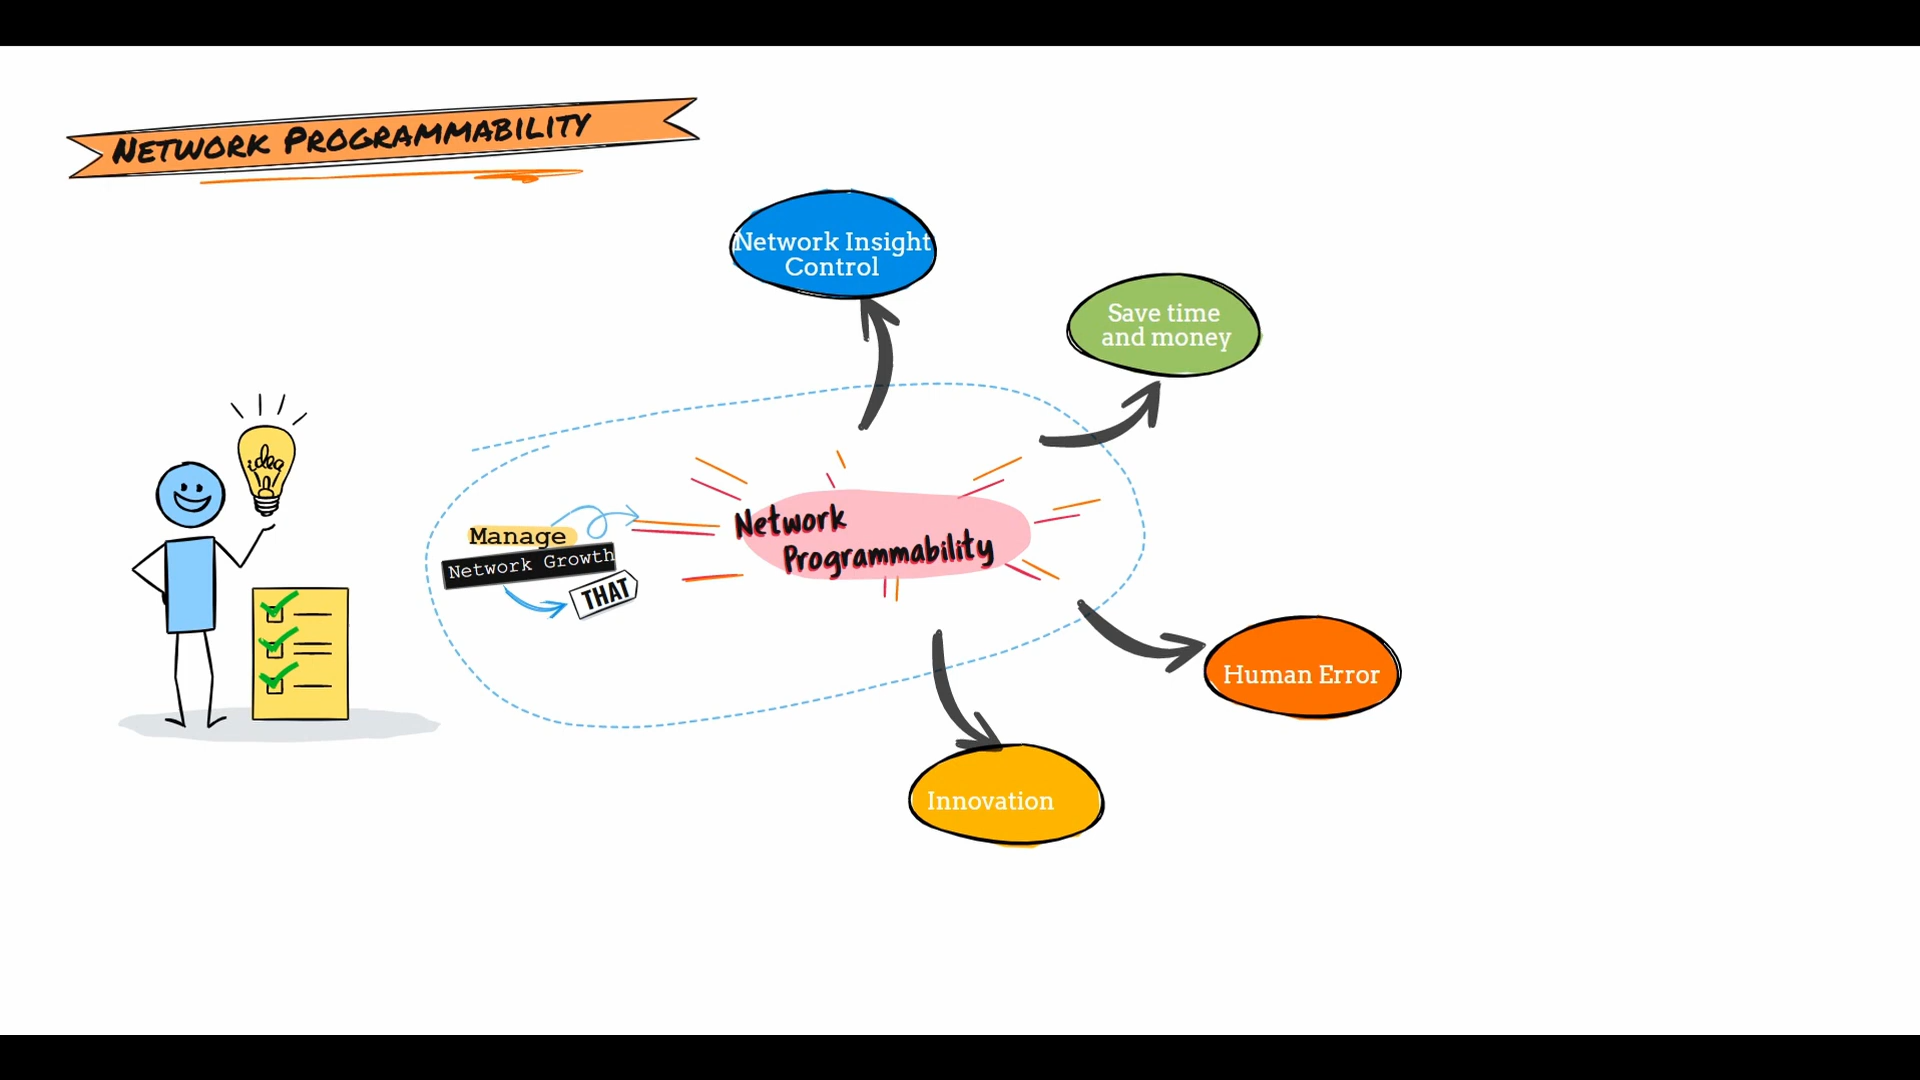 NETWORK PROGRAMMABILITY
Network Insight
Control
Save time
and money
idea
Manage
Network Growth
THAT
Network
Programmability
Human Error
Innovation